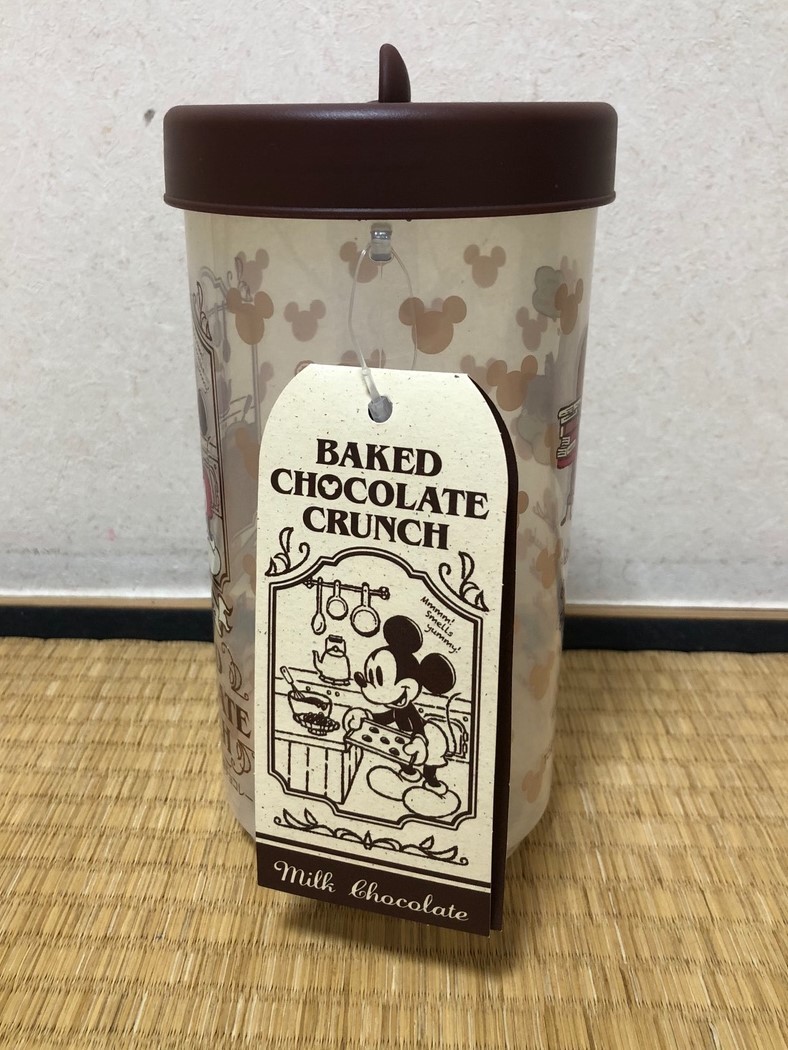 BAKED
CHOCOLATE
CRUNCH
Mmmm!
Smells
yummy!
Milk Chocolate